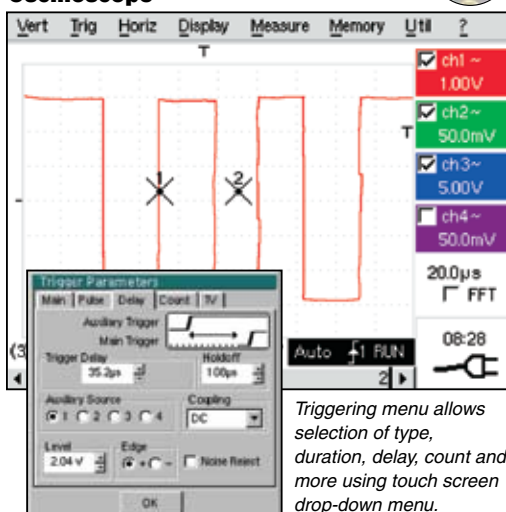 Oscilloscope
Vert Trig Horiz Display Measure Memory Util ?
T
ch1 ~
1.00V
ch2 ~
50.0mV
T
ch3 ~
5.00V
ch4 ~
50.0mV
1
2
20.0µs
FFT
08:28
Auto 1 RUN
2
(3
Trigger Parameters
Main Pulse Delay Count TV
Auxiliary Trigger
Main Trigger
Trigger Delay Holdoff
35.2µs 100µs
Auxiliary Source Coupling
1 2 3 4 DC
Level Edge
2.04 V + - Noise Reject
OK
Triggering menu allows
selection of type,
duration, delay, count and
more using touch screen
drop-down menu.